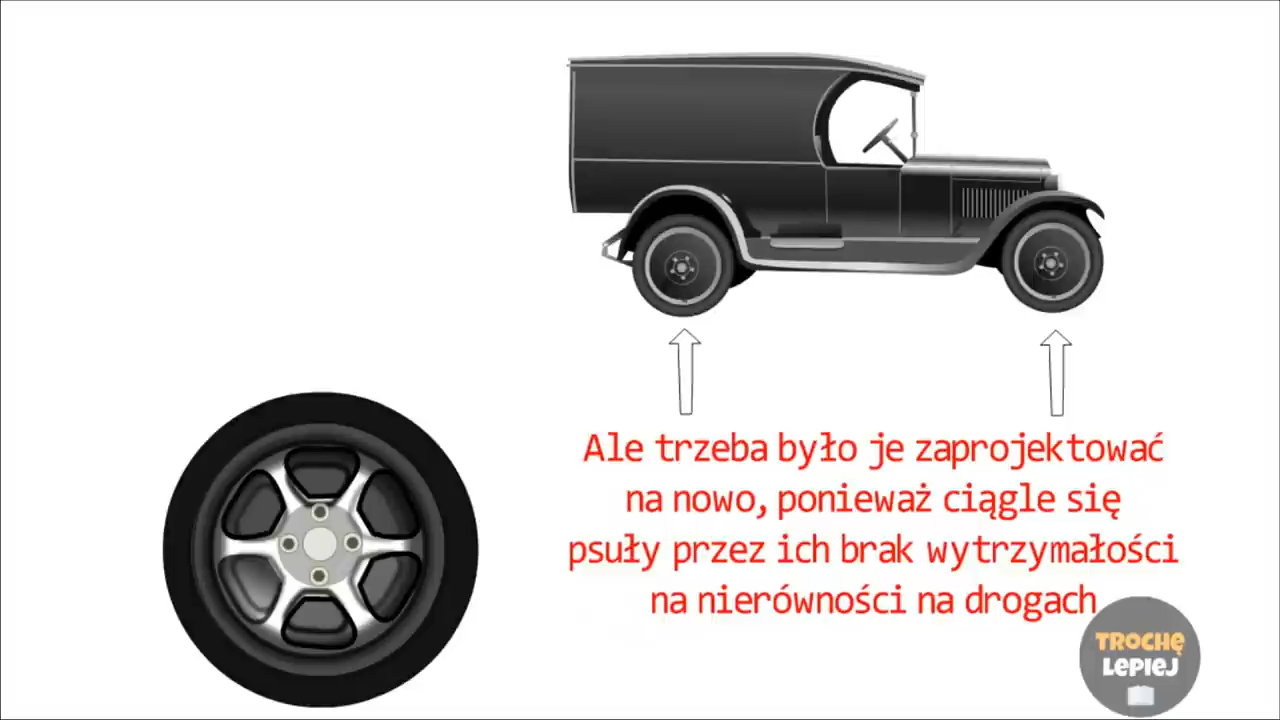 Ale trzeba było je zaprojektować
na nowo, ponieważ ciągle się
psuły przez ich brak wytrzymałości
na nierówności na drogach
TROCHĘ
LEPIEJ